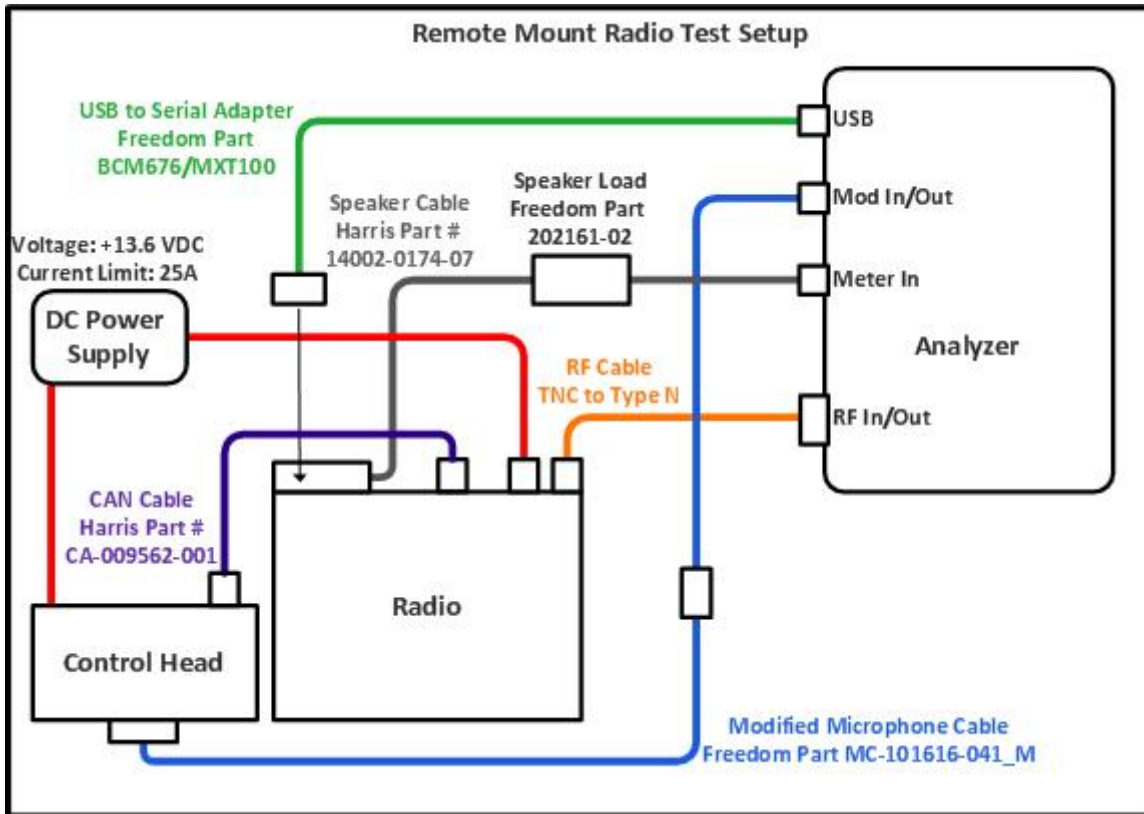 Remote Mount Radio Test Setup
USB to Serial Adapter
Freedom Part
BCM676/MXT100
USB
Speaker Load
Freedom Part
202161-02
Speaker Cable
Harris Part #
14002-0174-07
Mod In/Out
Voltage: +13.6 VDC
Current Limit: 25A
Meter In
DC Power
Supply
Analyzer
RF Cable
TNC to Type N
RF In/Out
CAN Cable
Harris Part #
CA-009562-001
Radio
Control Head
Modified Microphone Cable
Freedom Part MC-101616-041_M